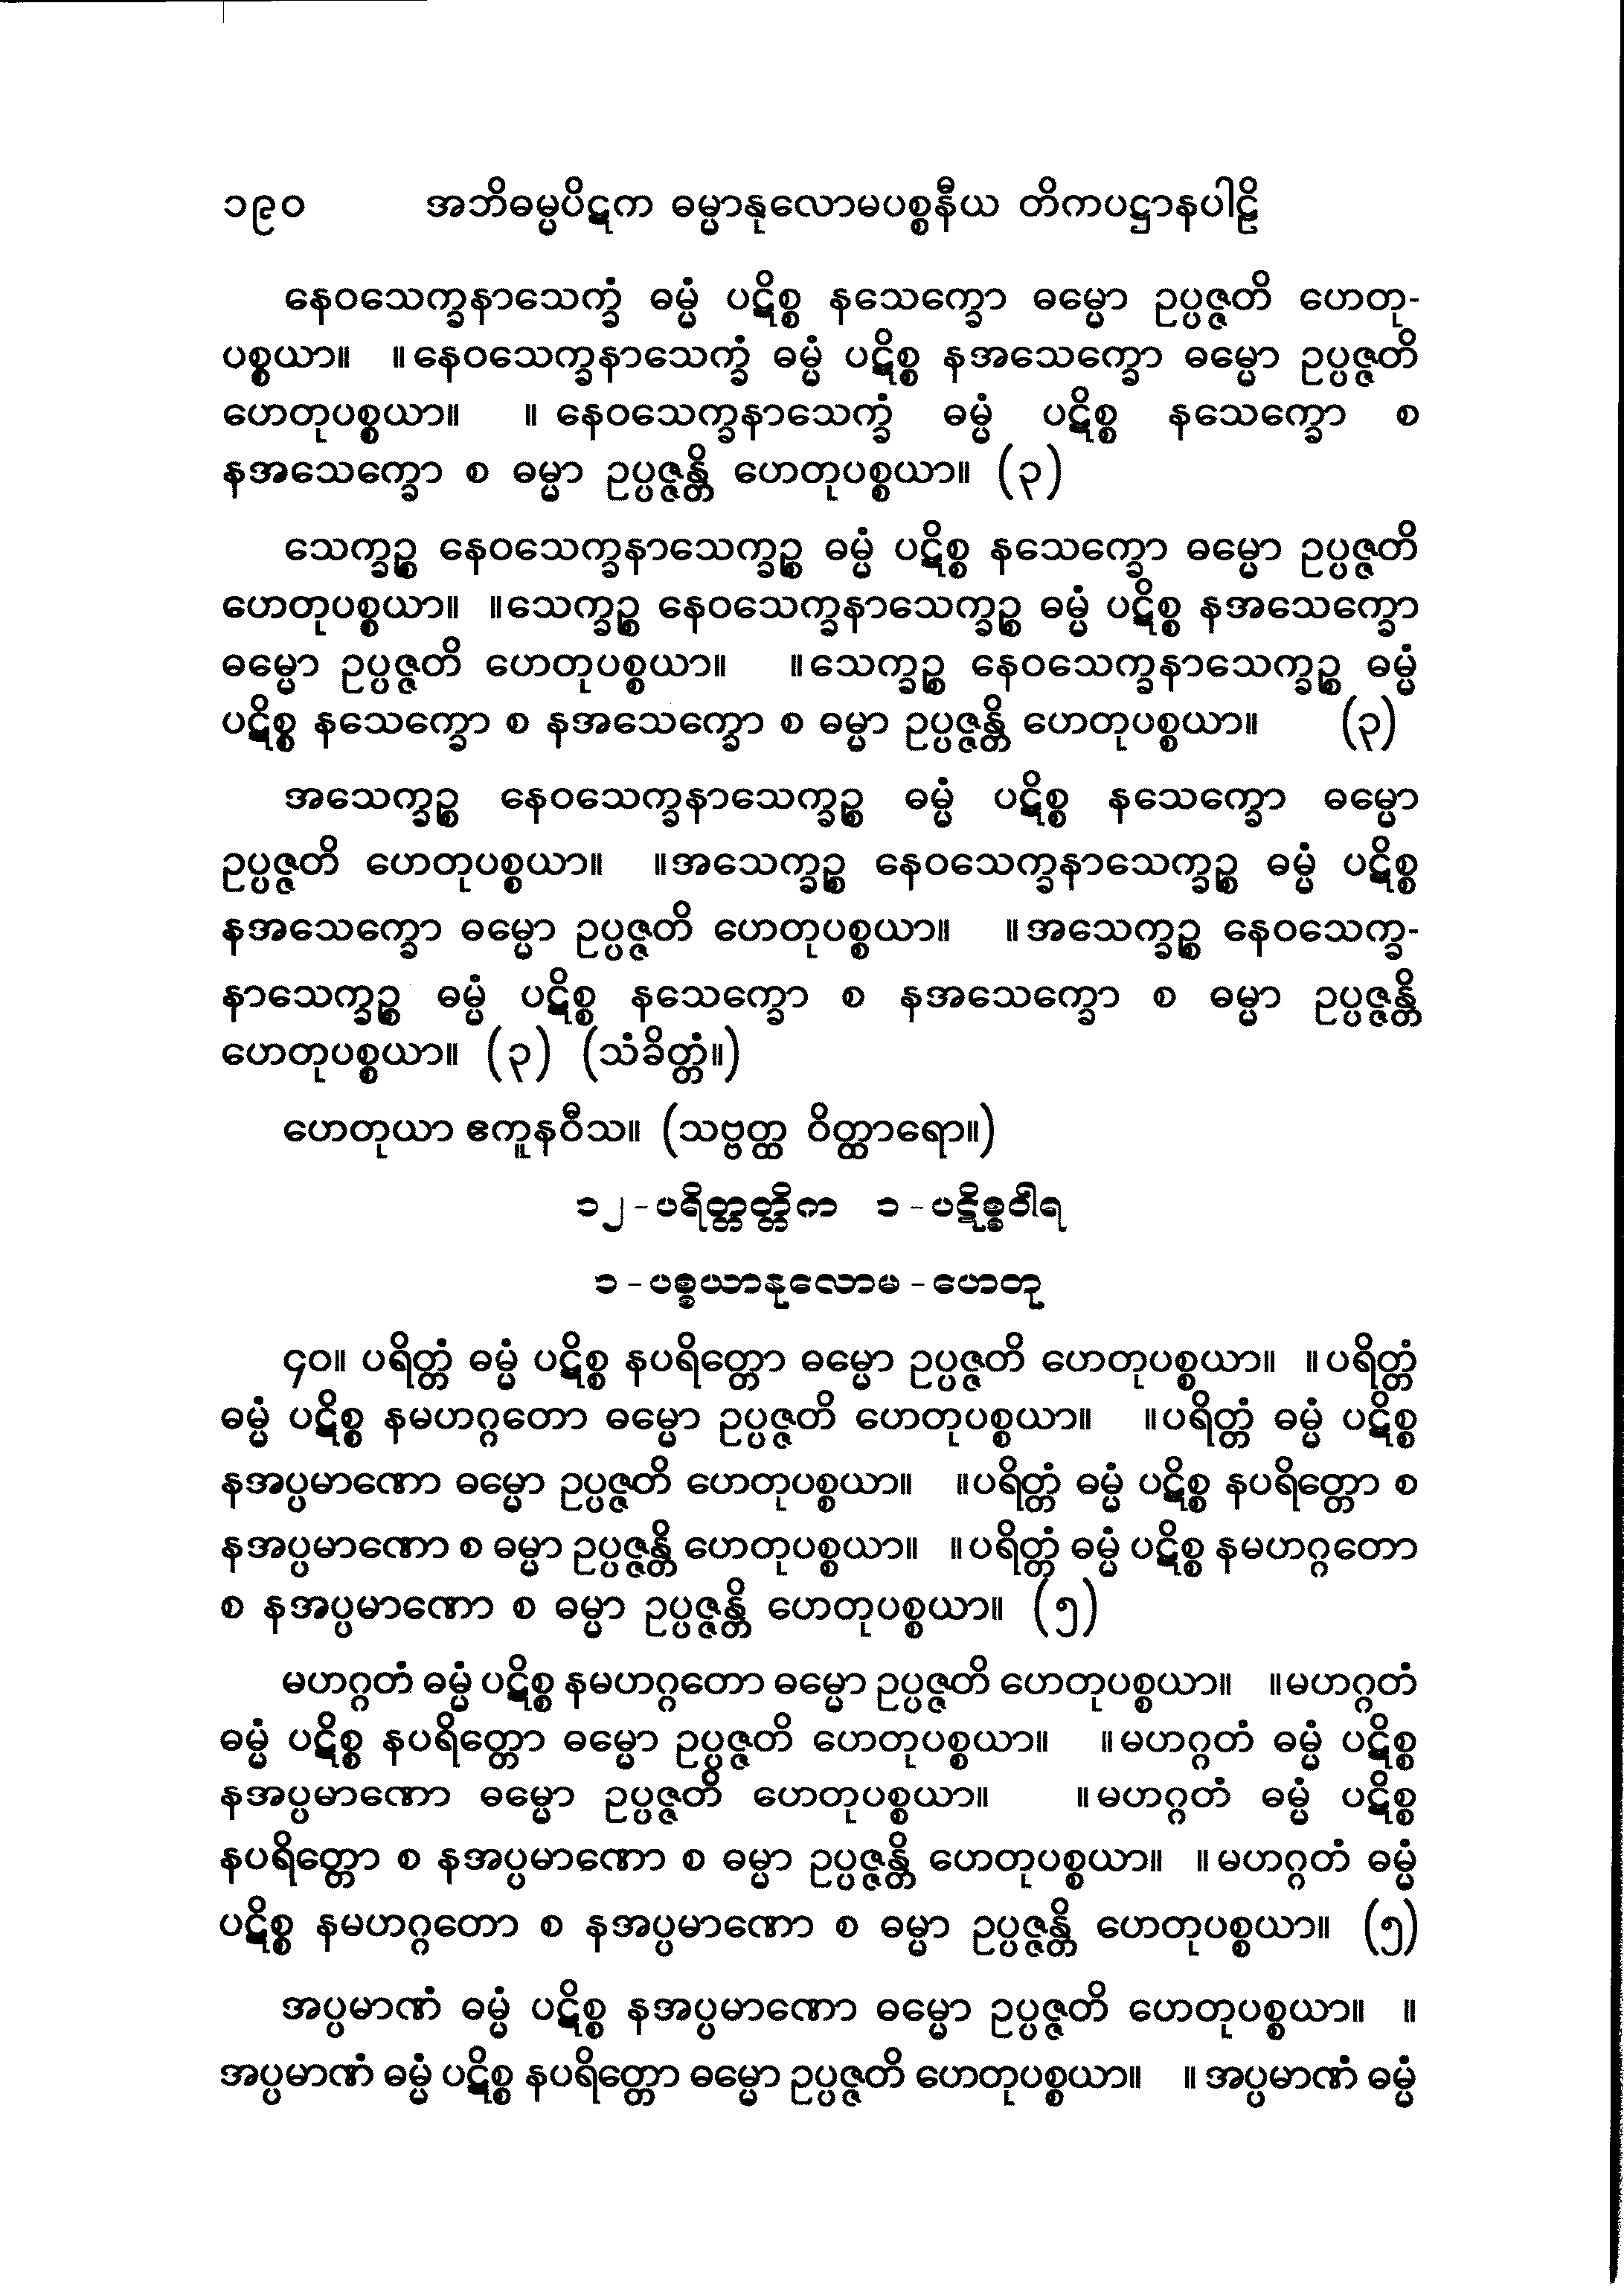 ၁၉၀ အဘိဓမ္မပိဋက ဓမ္မာနုလောမပစ္စနီယ တိကပဋ္ဌာနပါဠိ
နေဝသေက္ခနာသေက္ခံ ဓမ္မံ ပဋိစ္စ နသေက္ခော ဓမ္မော ဥပ္ပဇ္ဇတိ ဟေတု-
ပစ္စယာ။ ။နေဝသေက္ခနာသေက္ခံ ဓမ္မံ ပဋိစ္စ နအသေက္ခော ဓမ္မော ဥပ္ပဇ္ဇတိ
ဟေတုပစ္စယာ။ ။ နေဝသေက္ခနာသေက္ခံ ဓမ္မံ ပဋိစ္စ နသေက္ခော စ
နအသေက္ခော စ ဓမ္မာ ဥပ္ပဇ္ဇန္တိ ဟေတုပစ္စယာ။ (၃)
သေက္ခဉ္စ နေဝသေက္ခနာသေက္ခဉ္စ ဓမ္မံ ပဋိစ္စ နသေက္ခော ဓမ္မော ဥပ္ပဇ္ဇတိ
ဟေတုပစ္စယာ။ ။သေက္ခဉ္စ နေဝသေက္ခနာသေက္ခဉ္စ ဓမ္မံ ပဋိစ္စ နအသေက္ခော
ဓမ္မော ဥပ္ပဇ္ဇတိ ဟေတုပစ္စယာ။ ။သေက္ခဉ္စ နေဝသေက္ခနာသေက္ခဉ္စ ဓမ္မံ
ပဋိစ္စ နသေက္ခော စ နအသေက္ခော စ ဓမ္မာ ဥပ္ပဇ္ဇန္တိ ဟေတုပစ္စယာ။ (၃)
အသေက္ခဉ္စ နေဝသေက္ခနာသေက္ခဉ္စ ဓမ္မံ ပဋိစ္စ နသေက္ခော ဓမ္မော
ဥပ္ပဇ္ဇတိ ဟေတုပစ္စယာ။ ။အသေက္ခဉ္စ နေဝသေက္ခနာသေက္ခဉ္စ ဓမ္မံ ပဋိစ္စ
နအသေက္ခော ဓမ္မော ဥပ္ပဇ္ဇတိ ဟေတုပစ္စယာ။ ။အသေက္ခဉ္စ နေဝသေက္ခ-
နာသေက္ခဉ္စ ဓမ္မံ ပဋိစ္စ နသေက္ခော စ နအသေက္ခော စ ဓမ္မာ ဥပ္ပဇ္ဇန္တိ
ဟေတုပစ္စယာ။ (၃) (သံခိတ္တံ။)
ဟေတုယာ ဧကူနဝီသ။ (သဗ္ဗတ္ထ ဝိတ္ထာရော။)
၁၂-ပရိတ္တတ္တိက ၁-ပဋိစ္စဝါရ
၁-ပစ္စယာနုလောမ-ဟေတု
၄၀။ ပရိတ္တံ ဓမ္မံ ပဋိစ္စ နပရိတ္တော ဓမ္မော ဥပ္ပဇ္ဇတိ ဟေတုပစ္စယာ။ ။ပရိတ္တံ
ဓမ္မံ ပဋိစ္စ နမဟဂ္ဂတော ဓမ္မော ဥပ္ပဇ္ဇတိ ဟေတုပစ္စယာ။ ။ပရိတ္တံ ဓမ္မံ ပဋိစ္စ
နအပ္ပမာဏော ဓမ္မော ဥပ္ပဇ္ဇတိ ဟေတုပစ္စယာ။ ။ပရိတ္တံ ဓမ္မံ ပဋိစ္စ နပရိတ္တော စ
နအပ္ပမာဏော စ ဓမ္မာ ဥပ္ပဇ္ဇန္တိ ဟေတုပစ္စယာ။ ။ပရိတ္တံ ဓမ္မံ ပဋိစ္စ နမဟဂ္ဂတော
စ နအပ္ပမာဏော စ ဓမ္မာ ဥပ္ပဇ္ဇန္တိ ဟေတုပစ္စယာ။ (၅)
မဟဂ္ဂတံ ဓမ္မံ ပဋိစ္စ နမဟဂ္ဂတော ဓမ္မော ဥပ္ပဇ္ဇတိ ဟေတုပစ္စယာ။ ။မဟဂ္ဂတံ
ဓမ္မံ ပဋိစ္စ နပရိတ္တော ဓမ္မော ဥပ္ပဇ္ဇတိ ဟေတုပစ္စယာ။ ။မဟဂ္ဂတံ ဓမ္မံ ပဋိစ္စ
နအပ္ပမာဏော ဓမ္မော ဥပ္ပဇ္ဇတိ ဟေတုပစ္စယာ။ ။မဟဂ္ဂတံ ဓမ္မံ ပဋိစ္စ
နပရိတ္တော စ နအပ္ပမာဏော စ ဓမ္မာ ဥပ္ပဇ္ဇန္တိ ဟေတုပစ္စယာ။ ။မဟဂ္ဂတံ ဓမ္မံ
ပဋိစ္စ နမဟဂ္ဂတော စ နအပ္ပမာဏော စ ဓမ္မာ ဥပ္ပဇ္ဇန္တိ ဟေတုပစ္စယာ။ (၅)
အပ္ပမာဏံ ဓမ္မံ ပဋိစ္စ နအပ္ပမာဏော ဓမ္မော ဥပ္ပဇ္ဇတိ ဟေတုပစ္စယာ။ ။
အပ္ပမာဏံ ဓမ္မံ ပဋိစ္စ နပရိတ္တော ဓမ္မော ဥပ္ပဇ္ဇတိ ဟေတုပစ္စယာ။ ။အပ္ပမာဏံ ဓမ္မံ